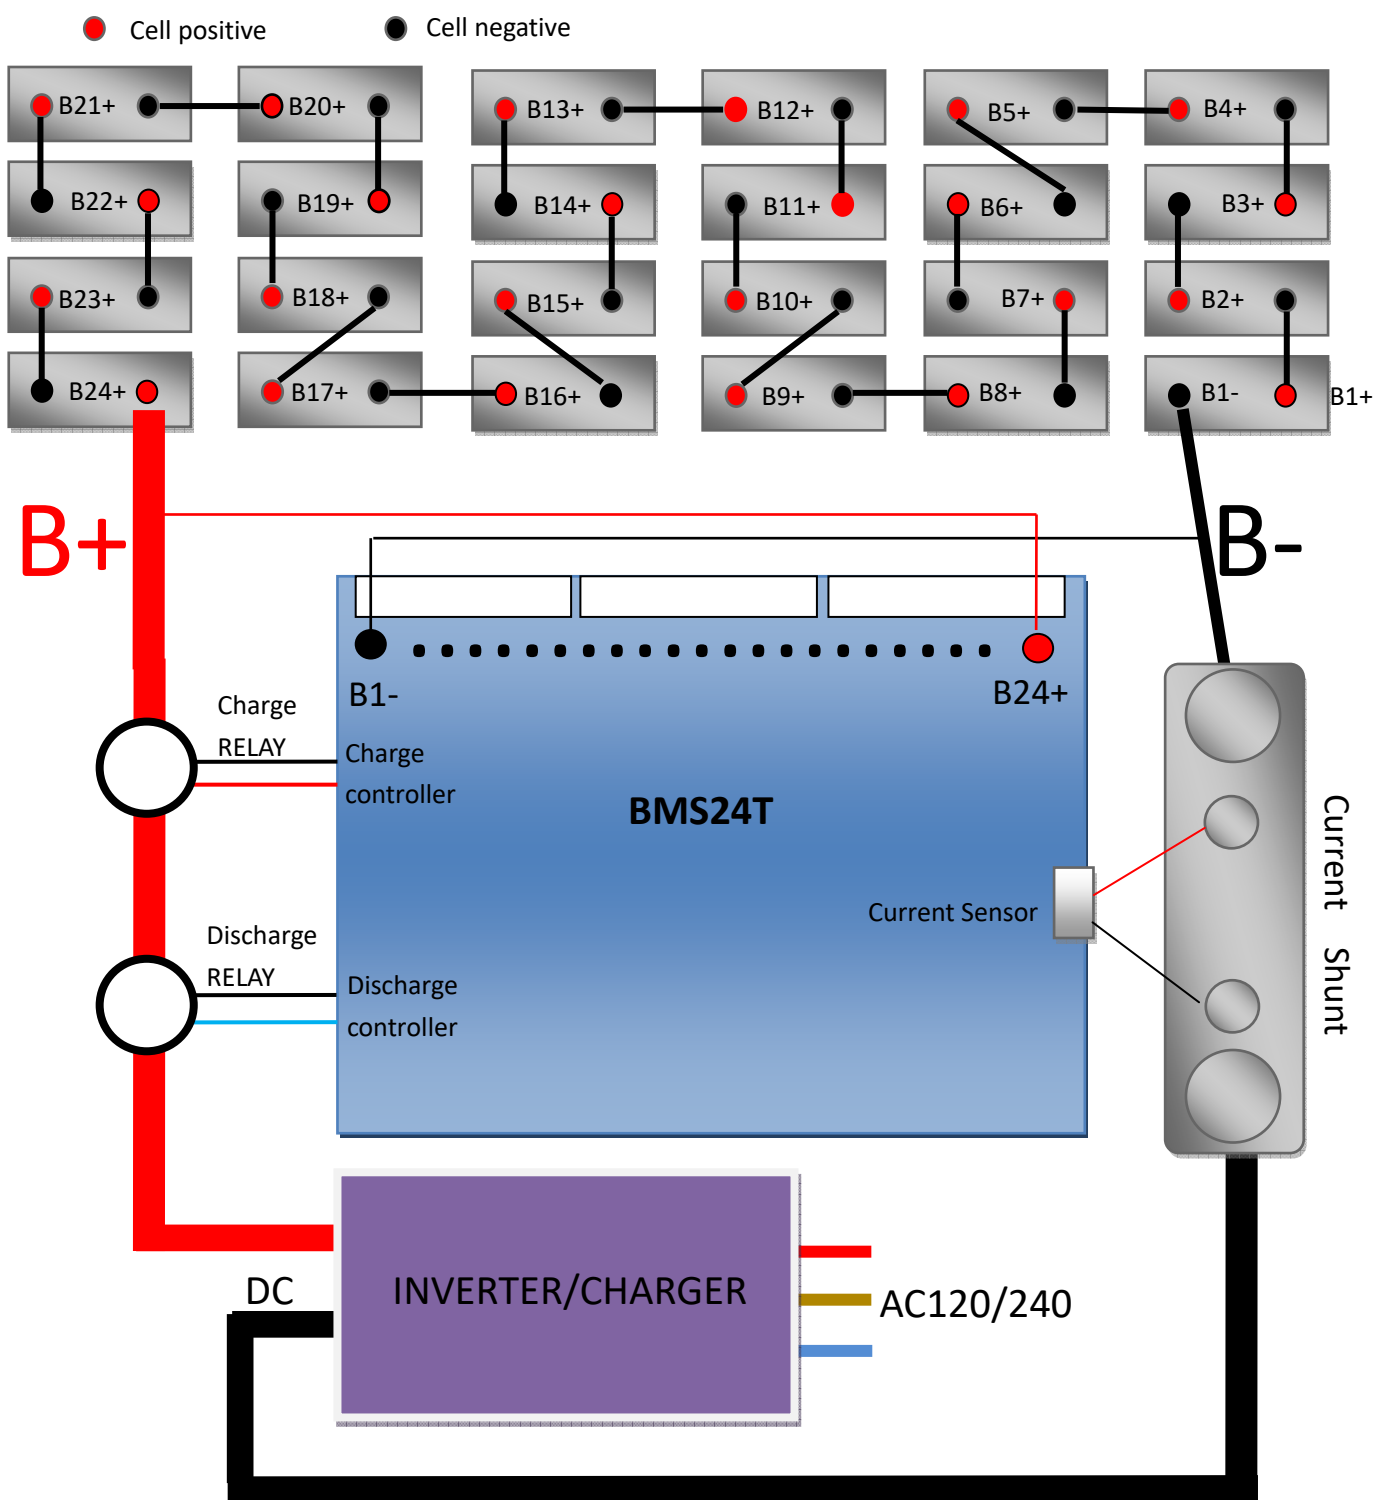 Cell positive
Cell negative
B21+
B20+
B13+
B12+
B5+
B4+
B22+
B19+
B14+
B11+
B6+
B3+
B23+
B18+
B15+
B10+
B7+
B2+
B24+
B17+
B16+
B9+
B8+
B1-
B1+
B+
B-
B1-
B24+
Charge
RELAY
Charge
controller
BMS24T
Current Sensor
Current Shunt
Discharge
RELAY
Discharge
controller
DC
INVERTER/CHARGER
AC120/240